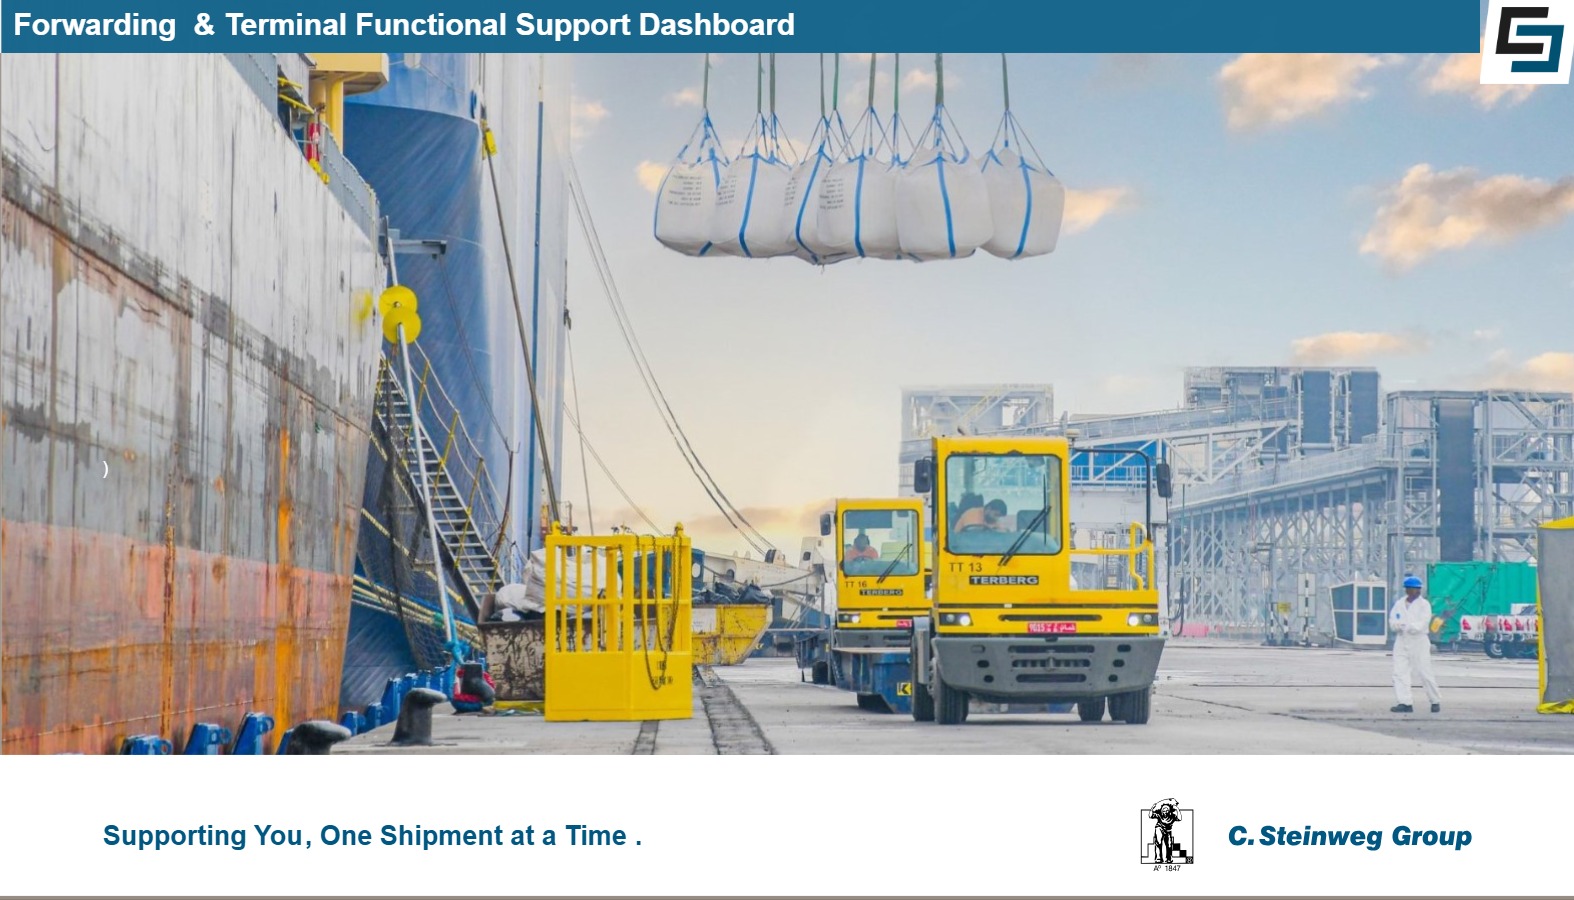 Forwarding  & Terminal Functional Support Dashboard
)
TT 16
TERBERG
TT 13
TERBERG
Supporting You, One Shipment at a Time .
C. Steinweg Group
Aº 1847